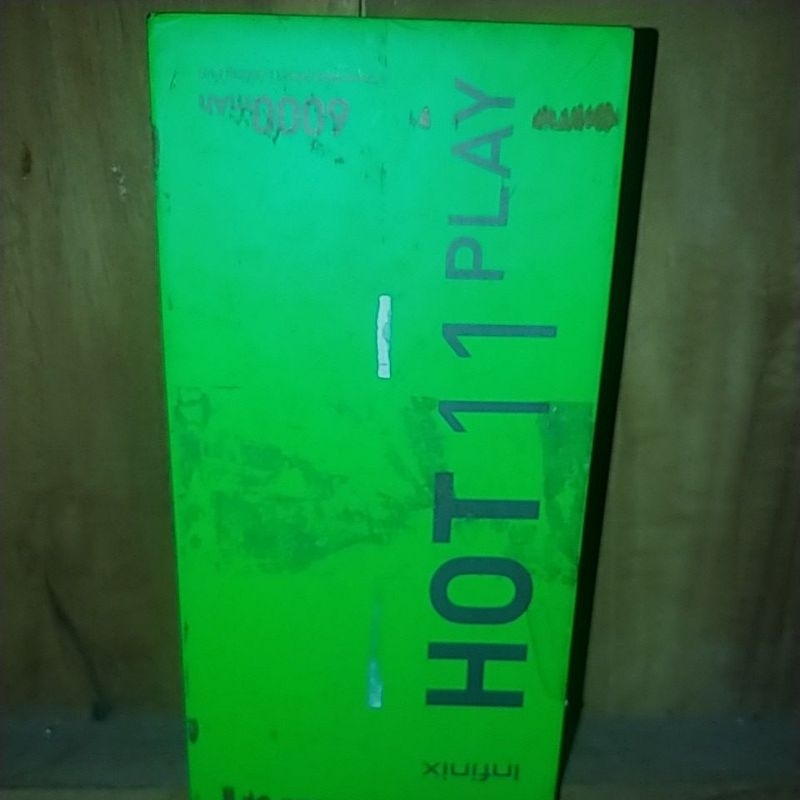 HOT 11 PLAY
Infinix
6000mAh